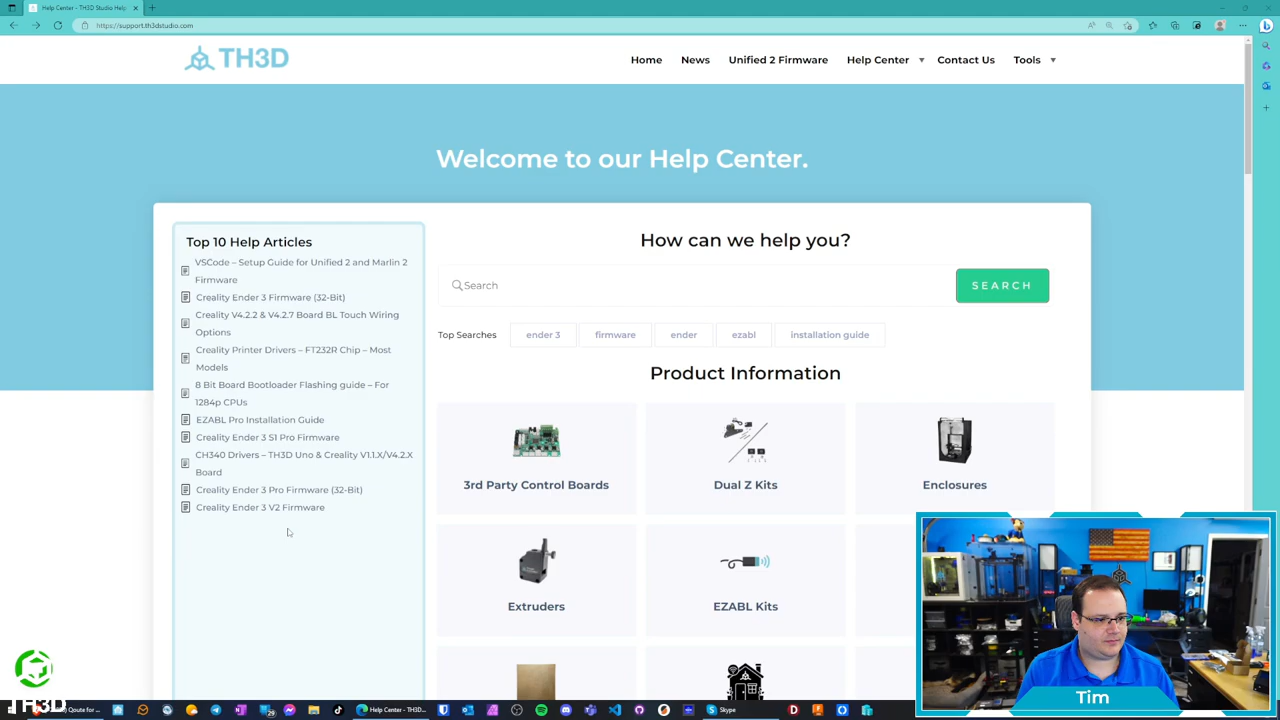 Help Center - TH3D Studio Help
https://support.th3dstudio.com
TH3D
Home
News
Unified 2 Firmware
Help Center
Contact Us
Tools
Welcome to our Help Center.
Top 10 Help Articles
VSCode – Setup Guide for Unified 2 and Marlin 2
Firmware
Creality Ender 3 Firmware (32-Bit)
Creality V4.2.2 & V4.2.7 Board BL Touch Wiring
Options
Creality Printer Drivers – FT232R Chip – Most
Models
8 Bit Board Bootloader Flashing guide – For
1284p CPUs
EZABL Pro Installation Guide
Creality Ender 3 S1 Pro Firmware
CH340 Drivers – TH3D Uno & Creality V1.1.X/V4.2.X
Board
Creality Ender 3 Pro Firmware (32-Bit)
Creality Ender 3 V2 Firmware
How can we help you?
Search
SEARCH
Top Searches
ender 3
firmware
ender
ezabl
installation guide
Product Information
3rd Party Control Boards
Dual Z Kits
Enclosures
Extruders
EZABL Kits
Tim
TH3D
Help Center - TH3D...
Skype